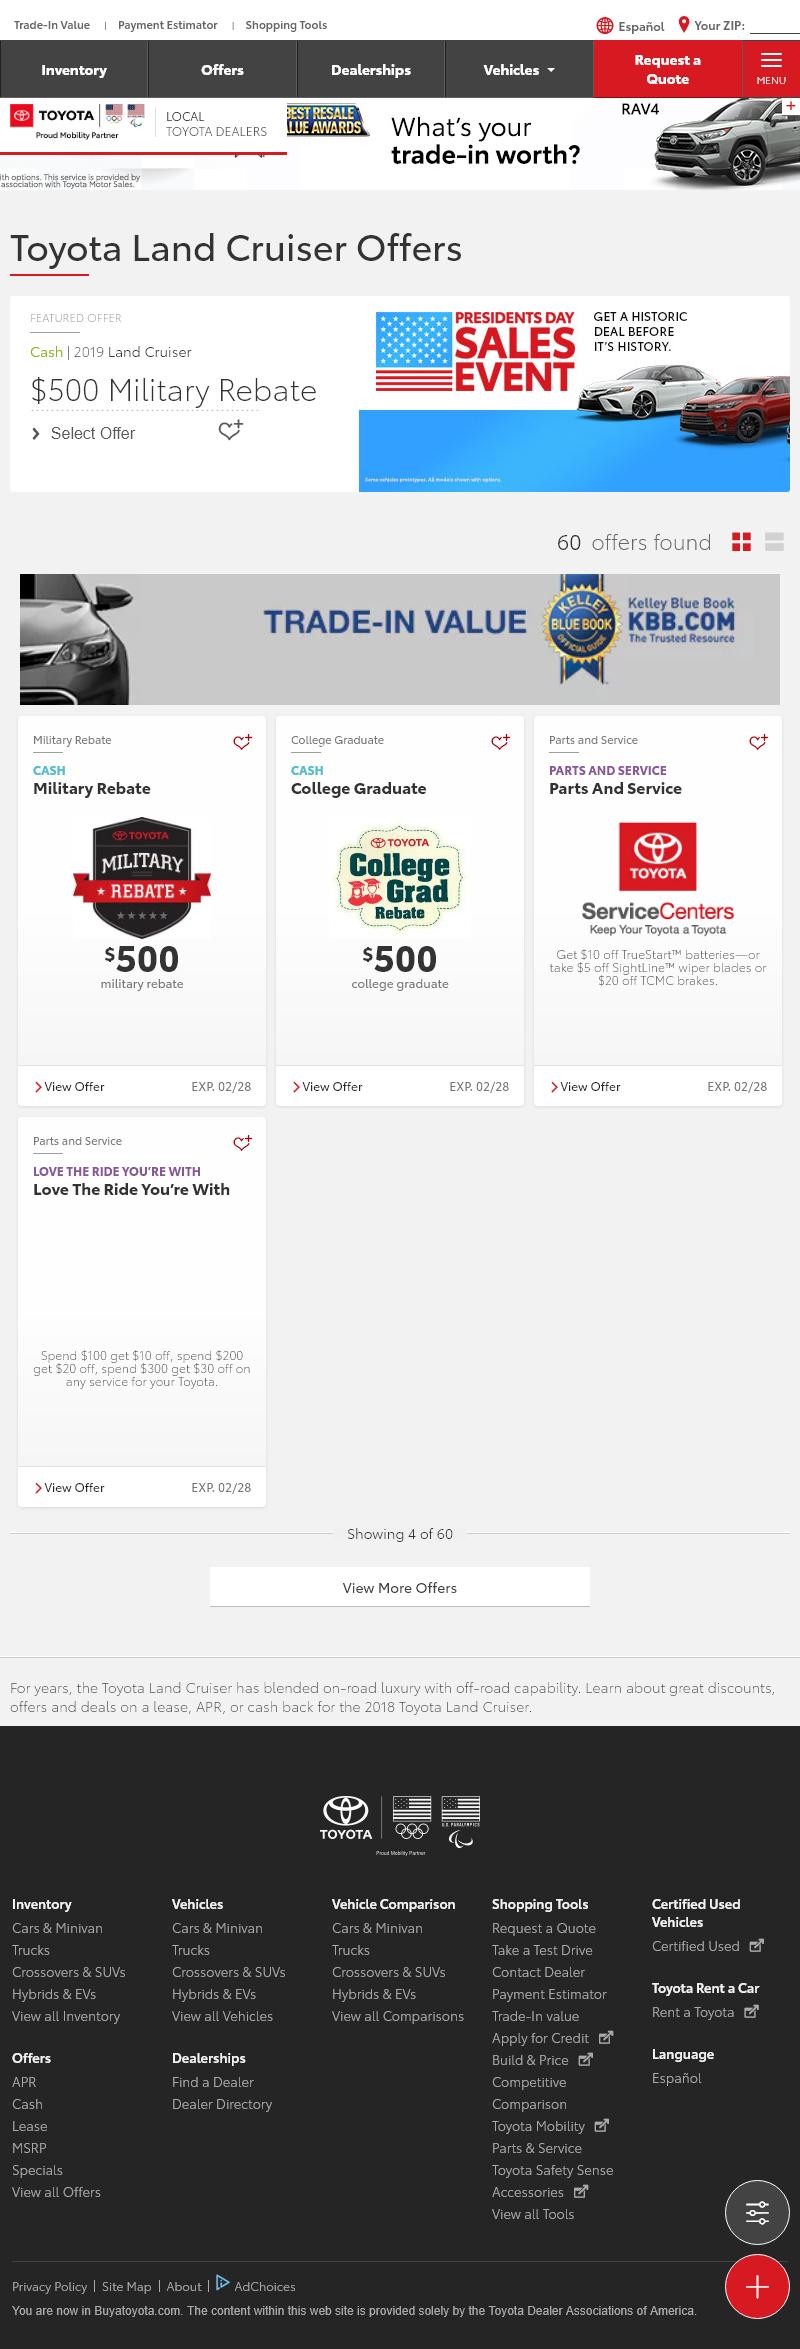 Trade-In Value | Payment Estimator | Shopping Tools
Español Your ZIP:
Inventory
Offers
Dealerships
Vehicles
Request a
Quote
MENU
TOYOTA
Proud Mobility Partner
LOCAL
TOYOTA DEALERS
BEST RESALE
VALUE AWARDS
What's your
trade-in worth?
RAV4
ith options. This service is provided by
association with Toyota Motor Sales.
Toyota Land Cruiser Offers
FEATURED OFFER
Cash | 2019 Land Cruiser
$500 Military Rebate
Select Offer
PRESIDENTS DAY
SALES
EVENT
GET A HISTORIC
DEAL BEFORE
IT'S HISTORY.
Some vehicles prototypes. All models shown with options.
60 offers found
TRADE-IN VALUE
KELLEY
BLUE BOOK
OFFICIAL GUIDE
Kelley Blue Book
KBB.COM
The Trusted Resource
Military Rebate
CASH
Military Rebate
TOYOTA
MILITARY
REBATE
$500
military rebate
View Offer EXP. 02/28
College Graduate
CASH
College Graduate
TOYOTA
College
Grad
Rebate
$500
college graduate
View Offer EXP. 02/28
Parts and Service
PARTS AND SERVICE
Parts And Service
TOYOTA
ServiceCenters
Keep Your Toyota a Toyota
Get $10 off TrueStart™ batteries—or
take $5 off SightLine™ wiper blades or
$20 off TCMC brakes.
View Offer EXP. 02/28
Parts and Service
LOVE THE RIDE YOU'RE WITH
Love The Ride You're With
Spend $100 get $10 off, spend $200
get $20 off, spend $300 get $30 off on
any service for your Toyota.
View Offer EXP. 02/28
Showing 4 of 60
View More Offers
For years, the Toyota Land Cruiser has blended on-road luxury with off-road capability. Learn about great discounts,
offers and deals on a lease, APR, or cash back for the 2018 Toyota Land Cruiser.
TOYOTA
U.S. PARALYMPICS
Proud Mobility Partner
Inventory
Cars & Minivan
Trucks
Crossovers & SUVs
Hybrids & EVs
View all Inventory
Offers
APR
Cash
Lease
MSRP
Specials
View all Offers
Vehicles
Cars & Minivan
Trucks
Crossovers & SUVs
Hybrids & EVs
View all Vehicles
Dealerships
Find a Dealer
Dealer Directory
Vehicle Comparison
Cars & Minivan
Trucks
Crossovers & SUVs
Hybrids & EVs
View all Comparisons
Shopping Tools
Request a Quote
Take a Test Drive
Contact Dealer
Payment Estimator
Trade-In value
Apply for Credit
Build & Price
Competitive
Comparison
Toyota Mobility
Parts & Service
Toyota Safety Sense
Accessories
View all Tools
Certified Used
Vehicles
Certified Used
Toyota Rent a Car
Rent a Toyota
Language
Español
Privacy Policy | Site Map | About | AdChoices
You are now in Buyatoyota.com. The content within this web site is provided solely by the Toyota Dealer Associations of America.